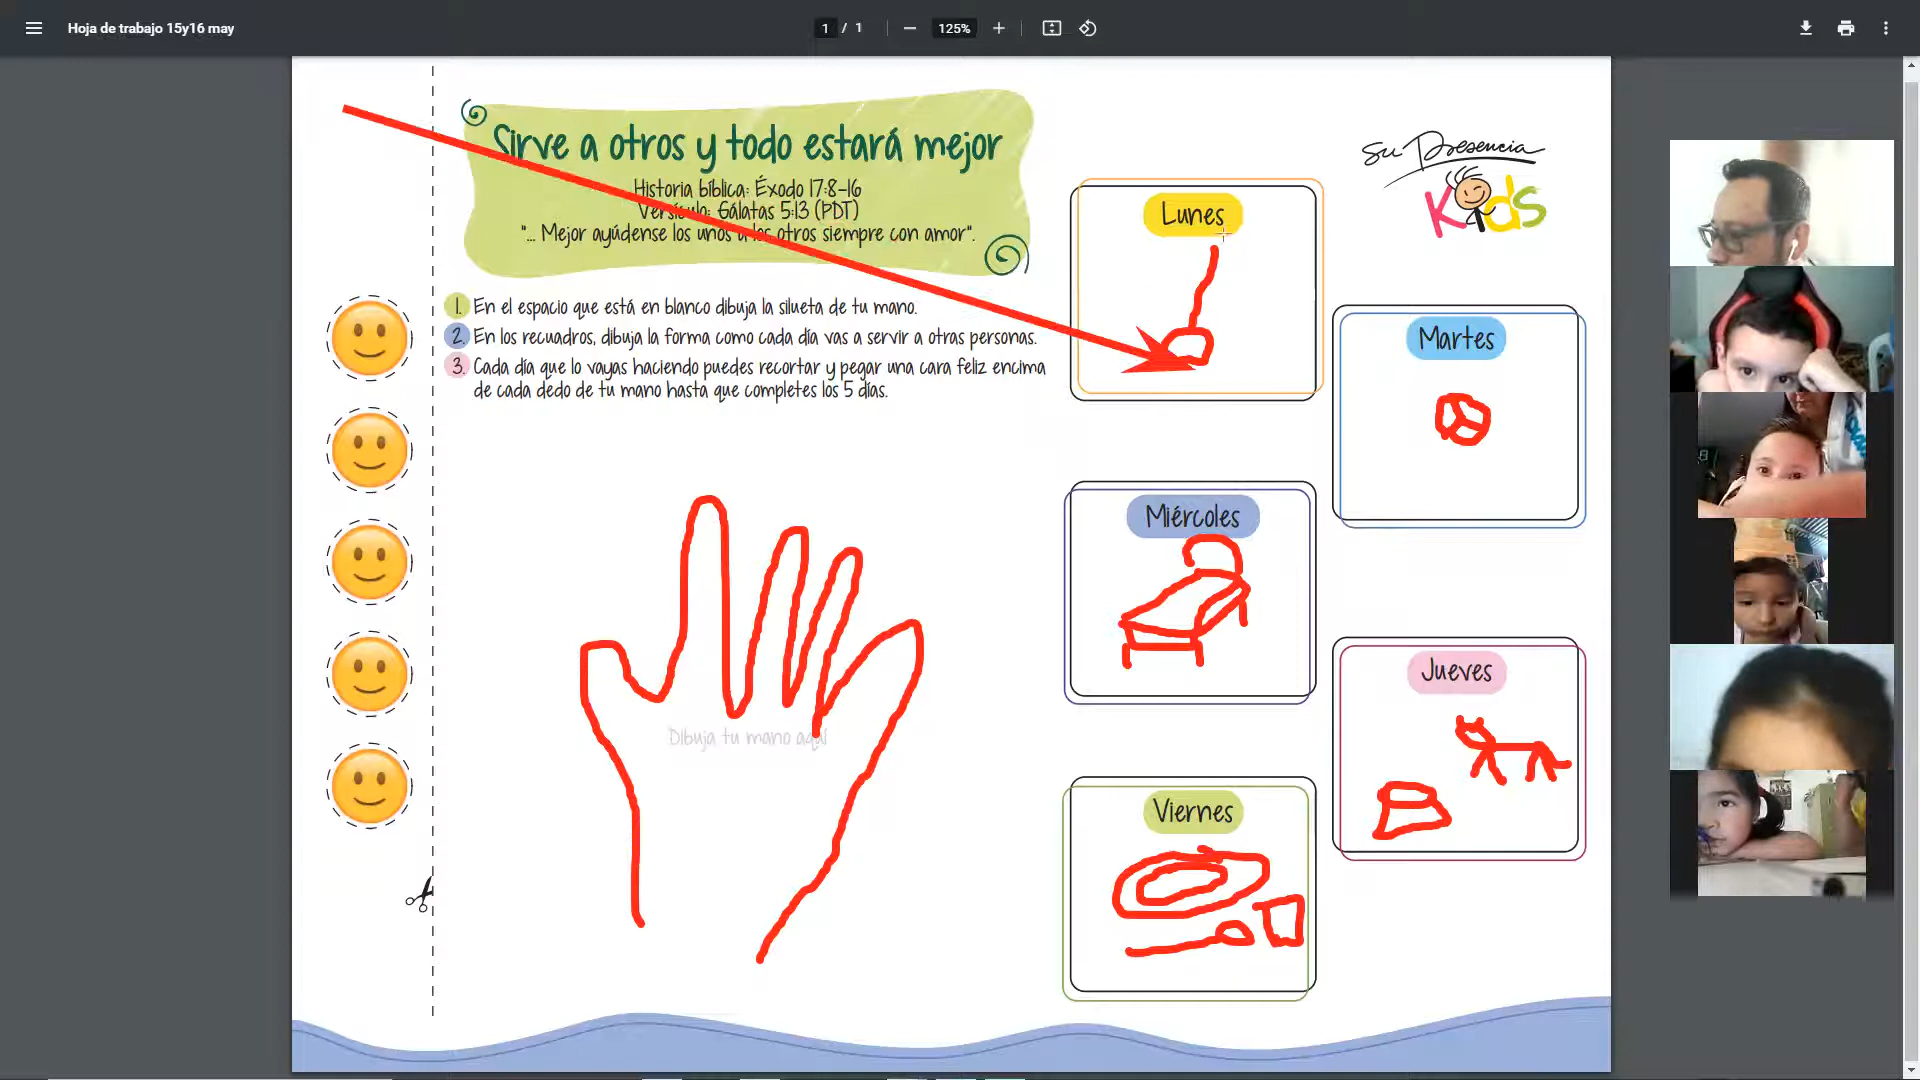 Hoja de trabajo 15y16 may
1 / 1
125%
Sirve a otros y todo estará mejor
Historia bíblica: Éxodo 17:8-16
Versículo: Gálatas 5:13 (PDT)
"... Mejor ayúdense los unos a los otros siempre con amor".
1. En el espacio que está en blanco dibuja la silueta de tu mano.
2. En los recuadros, dibuja la forma como cada día vas a servir a otras personas.
3. Cada día que lo vayas haciendo puedes recortar y pegar una cara feliz encima
de cada dedo de tu mano hasta que completes los 5 días.
Su Presencia
Kids
Lunes
Martes
Miércoles
Jueves
Viernes
Dibuja tu mano aquí